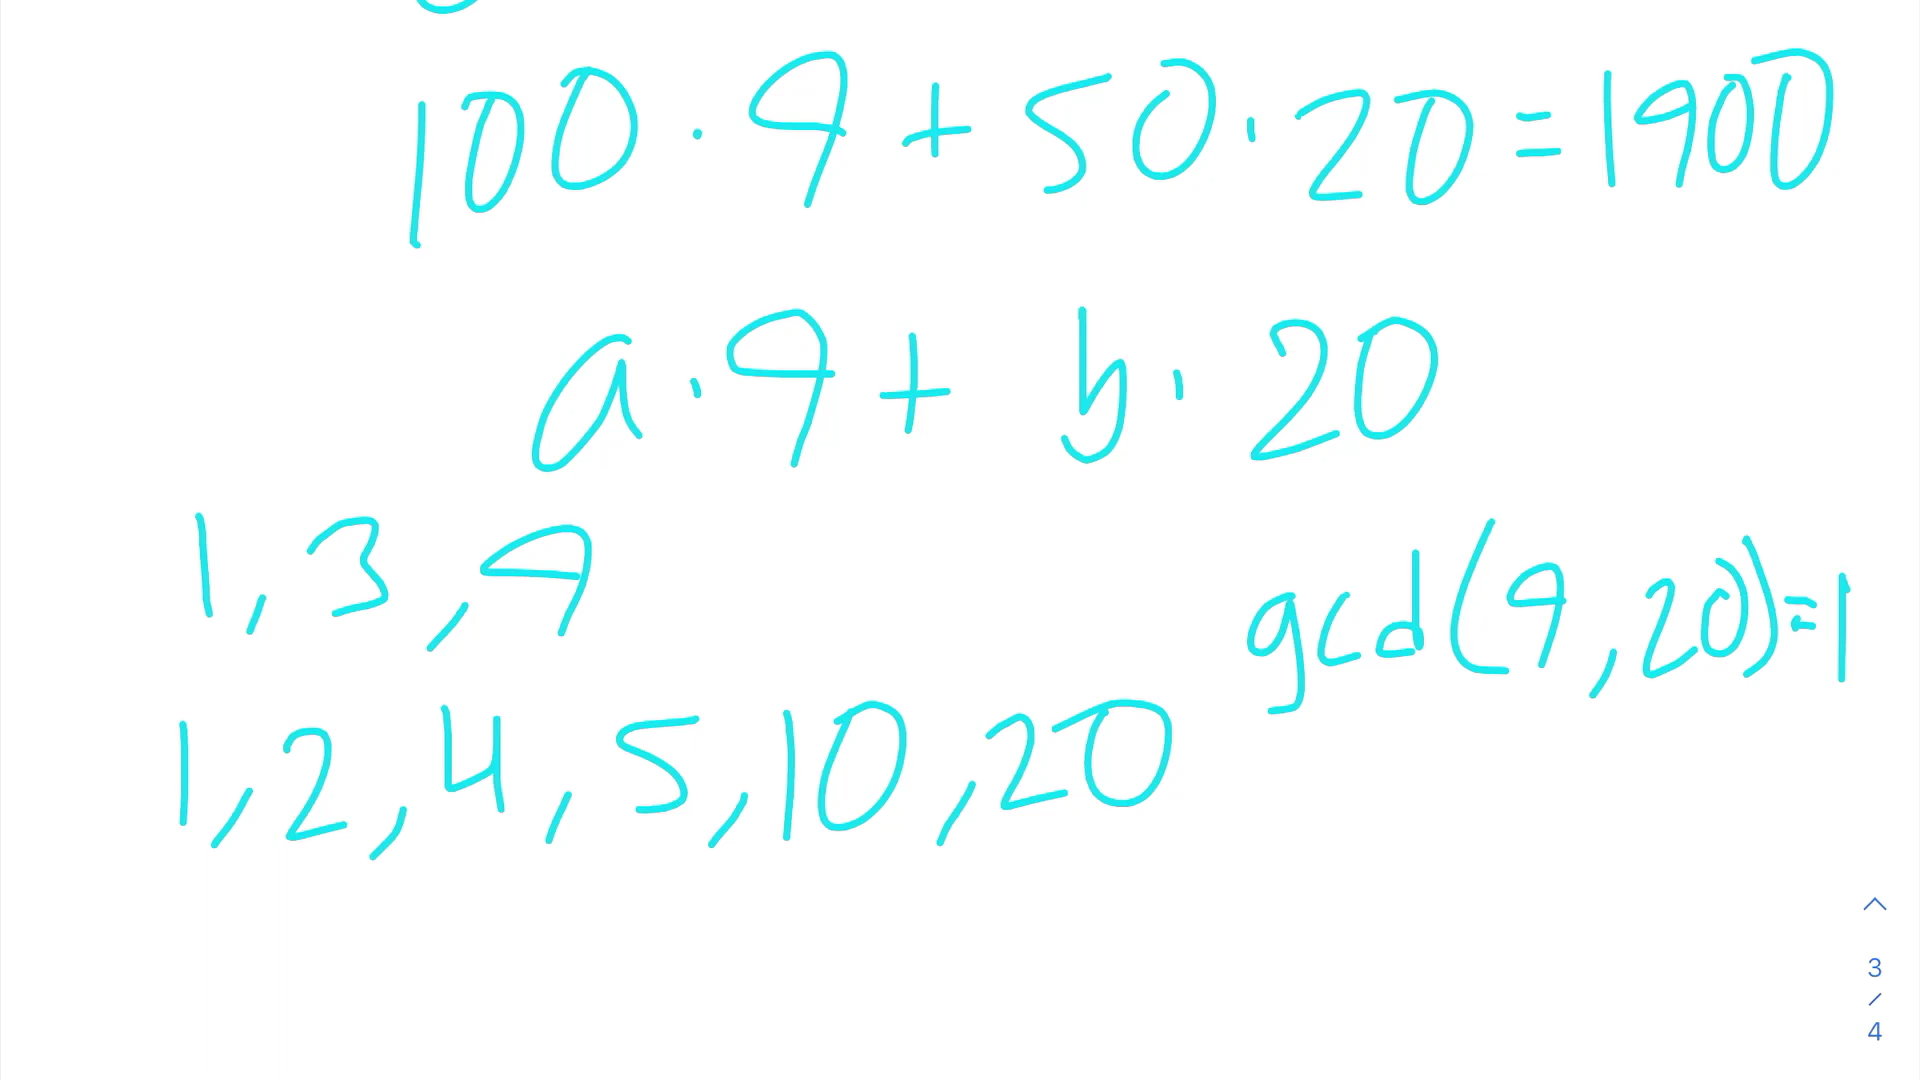 100 · 9 + 50 · 20 = 1900
a · 9 + b · 20
1, 3, 9
gcd(9, 20) = 1
1, 2, 4, 5, 10, 20
3
/
4